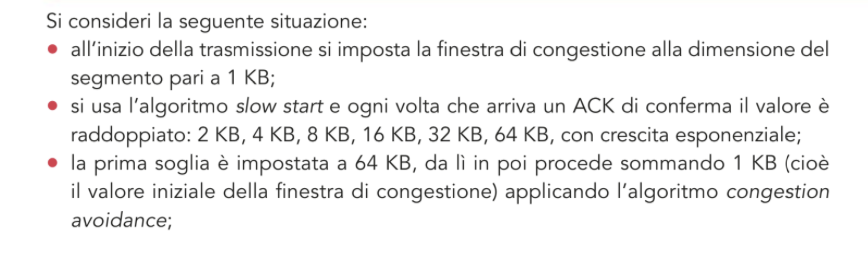 Si consideri la seguente situazione:
• all’inizio della trasmissione si imposta la finestra di congestione alla dimensione del
segmento pari a 1 KB;
• si usa l’algoritmo slow start e ogni volta che arriva un ACK di conferma il valore è
raddoppiato: 2 KB, 4 KB, 8 KB, 16 KB, 32 KB, 64 KB, con crescita esponenziale;
• la prima soglia è impostata a 64 KB, da lì in poi procede sommando 1 KB (cioè
il valore iniziale della finestra di congestione) applicando l’algoritmo congestion
avoidance;